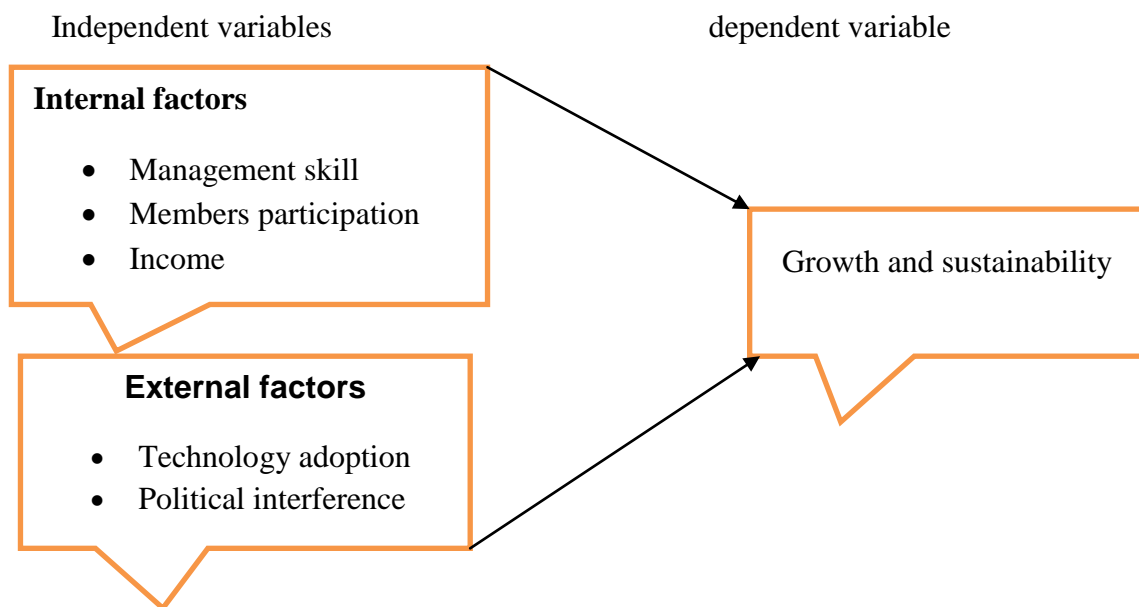 Independent variables
dependent variable
Internal factors
• Management skill
• Members participation
• Income
Growth and sustainability
External factors
• Technology adoption
• Political interference